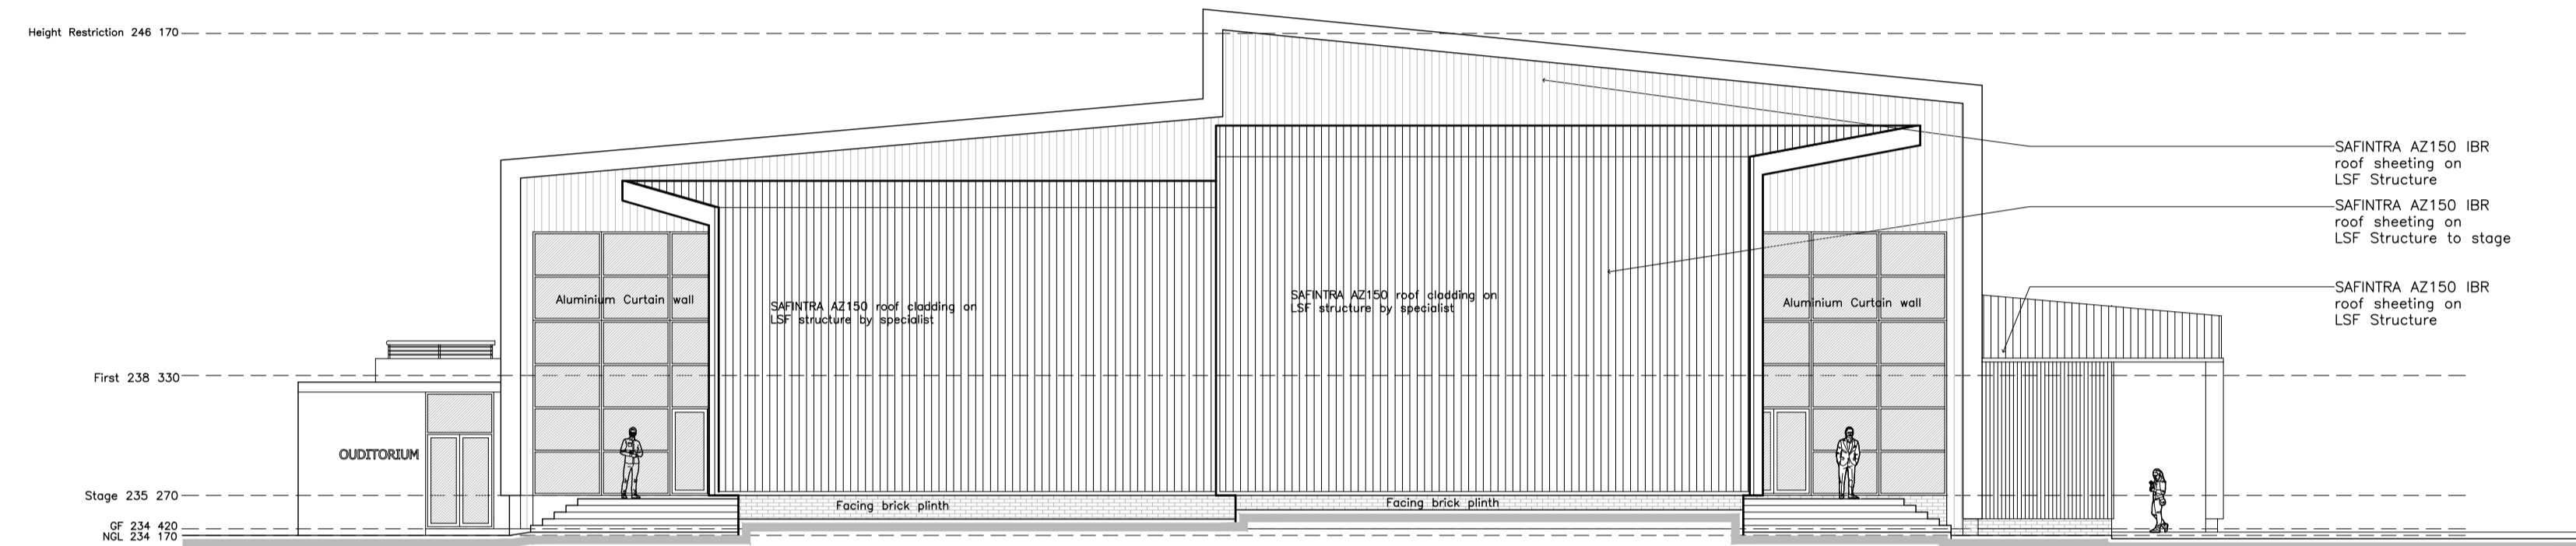 Height Restriction 246 170
SAFINTRA AZ150 IBR
roof sheeting on
LSF Structure
SAFINTRA AZ150 IBR
roof sheeting on
LSF Structure to stage
SAFINTRA AZ150 IBR
roof sheeting on
LSF Structure
Aluminium Curtain wall
SAFINTRA AZ150 roof cladding on
LSF structure by specialist
SAFINTRA AZ150 roof cladding on
LSF structure by specialist
Aluminium Curtain wall
First 238 330
OUDITORIUM
Stage 235 270
Facing brick plinth
Facing brick plinth
GF 234 420
NGL 234 170